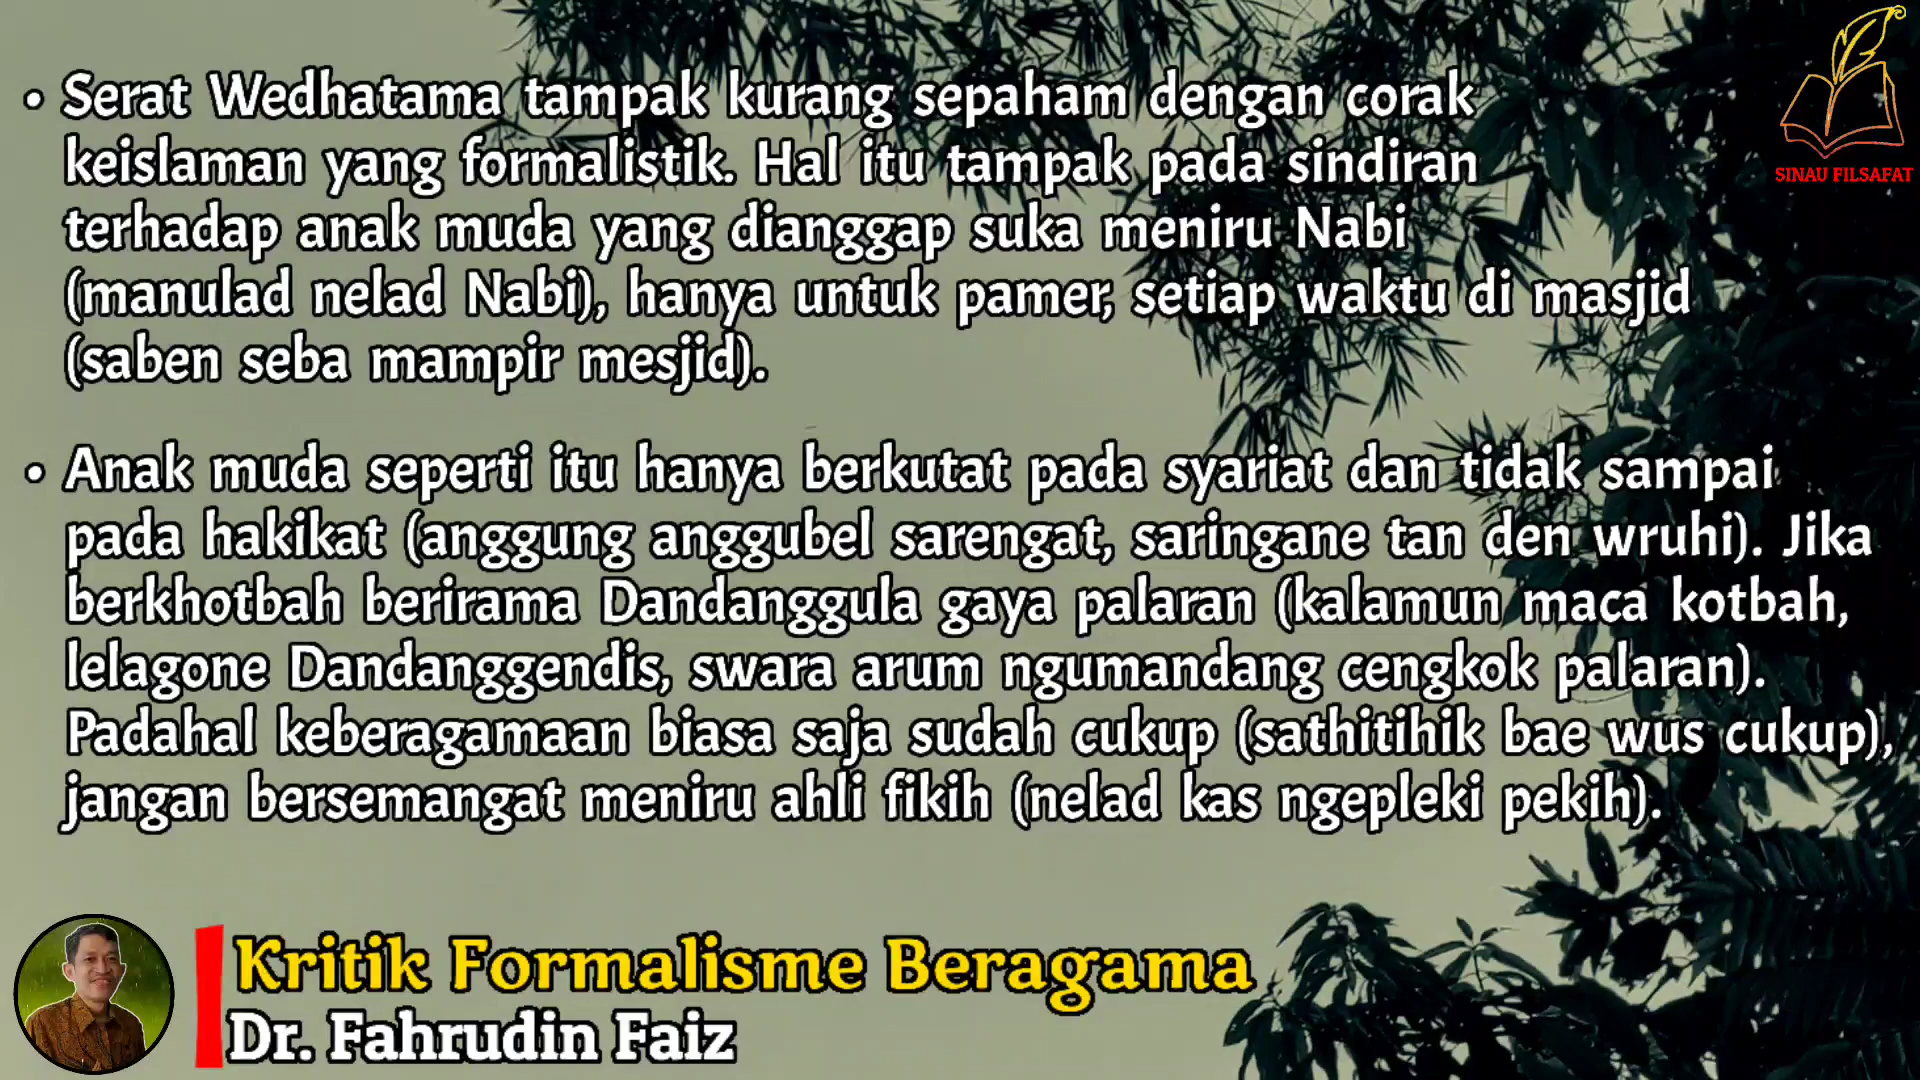 • Serat Wedhatama tampak kurang sepaham dengan corak
keislaman yang formalistik. Hal itu tampak pada sindiran
terhadap anak muda yang dianggap suka meniru Nabi
(manulad nelad Nabi), hanya untuk pamer, setiap waktu di masjid
(saben seba mampir mesjid).
• Anak muda seperti itu hanya berkutat pada syariat dan tidak sampai
pada hakikat (anggung anggubel sarengat, saringane tan den wruhi). Jika
berkhotbah berirama Dandanggula gaya palaran (kalamun maca kotbah,
lelagone Dandanggendis, swara arum ngumandang cengkok palaran).
Padahal keberagamaan biasa saja sudah cukup (sathitihik bae wus cukup),
jangan bersemangat meniru ahli fikih (nelad kas ngepleki pekih).
SINAU FILSAFAT
Kritik Formalisme Beragama
Dr. Fahrudin Faiz